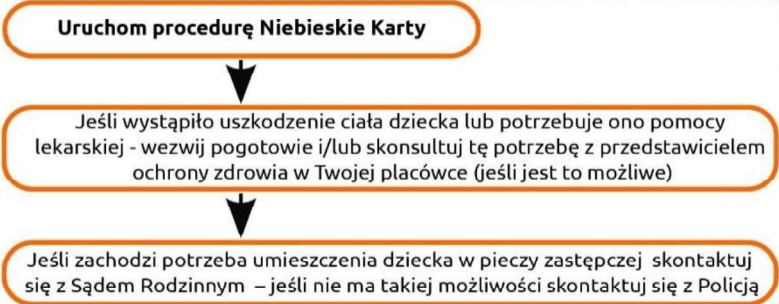 Uruchom procedurę Niebieskie Karty
Jeśli wystąpiło uszkodzenie ciała dziecka lub potrzebuje ono pomocy
lekarskiej - wezwij pogotowie i/lub skonsultuj tę potrzebę z przedstawicielem
ochrony zdrowia w Twojej placówce (jeśli jest to możliwe)
Jeśli zachodzi potrzeba umieszczenia dziecka w pieczy zastępczej skontaktuj
się z Sądem Rodzinnym – jeśli nie ma takiej możliwości skontaktuj się z Policją